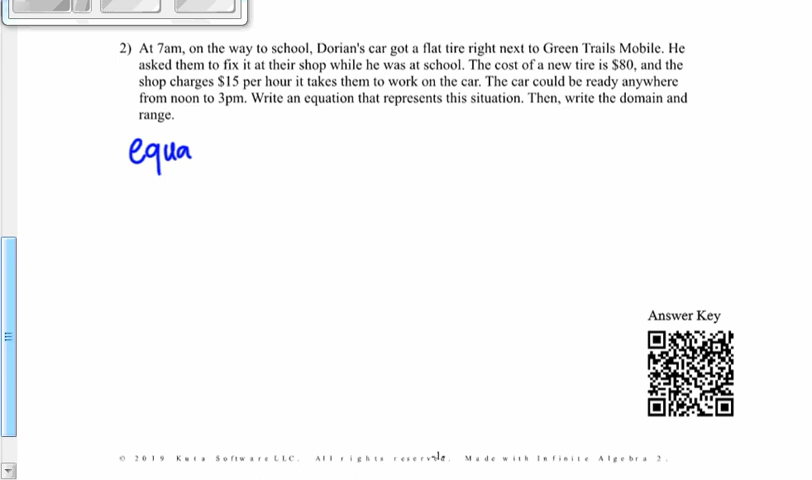 2) At 7am, on the way to school, Dorian's car got a flat tire right next to Green Trails Mobile. He
asked them to fix it at their shop while he was at school. The cost of a new tire is $80, and the
shop charges $15 per hour it takes them to work on the car. The car could be ready anywhere
from noon to 3pm. Write an equation that represents this situation. Then, write the domain and
range.
equa
Answer Key
© 2019 Kuta Software LLC. All rights reserved. Made with Infinite Algebra 2.